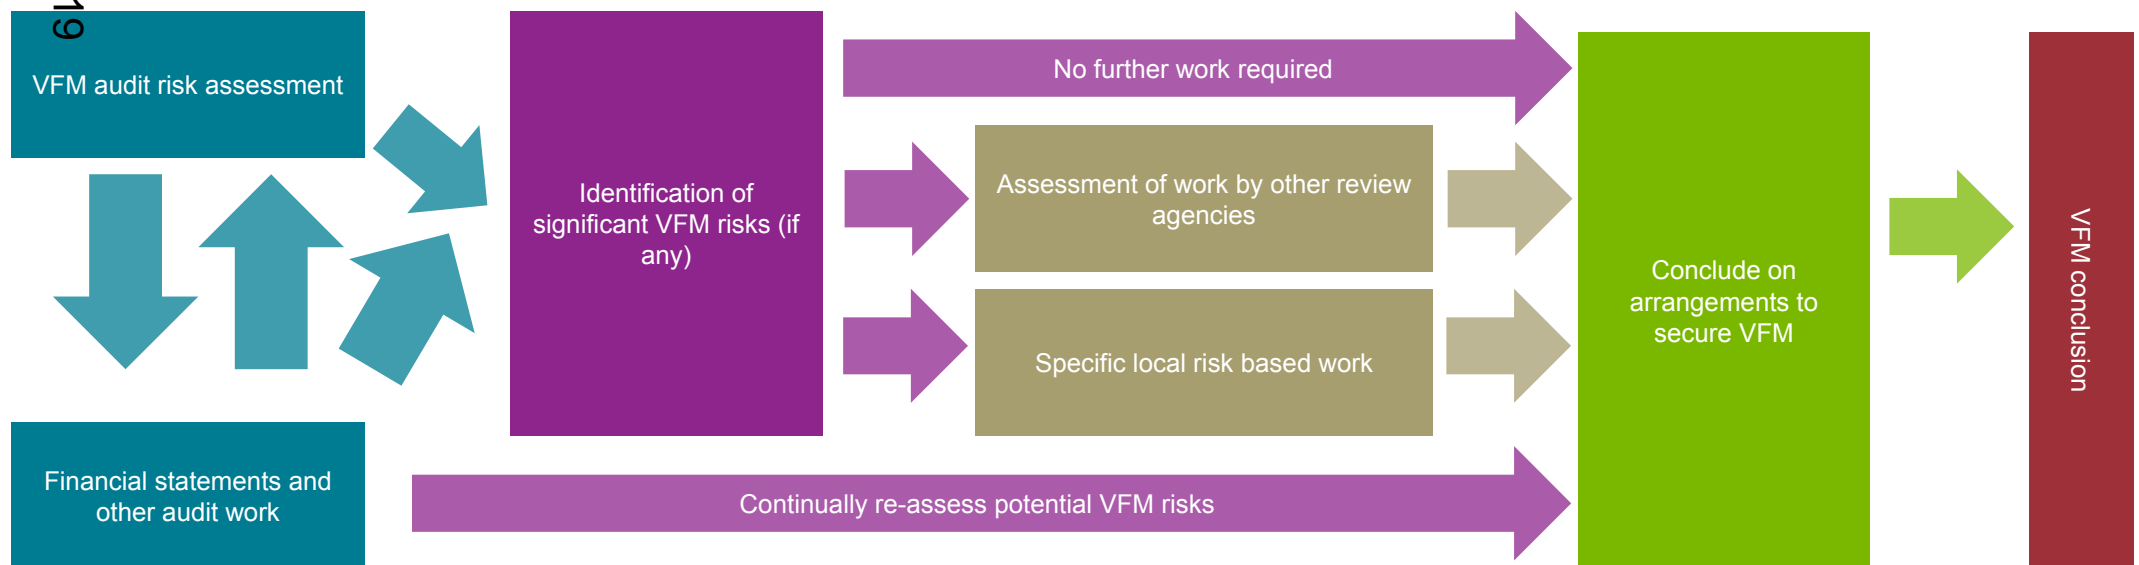 19
VFM audit risk assessment
Identification of
significant VFM risks (if
any)
No further work required
Assessment of work by other review
agencies
Specific local risk based work
Conclude on
arrangements to
secure VFM
VFM conclusion
Financial statements and
other audit work
Continually re-assess potential VFM risks